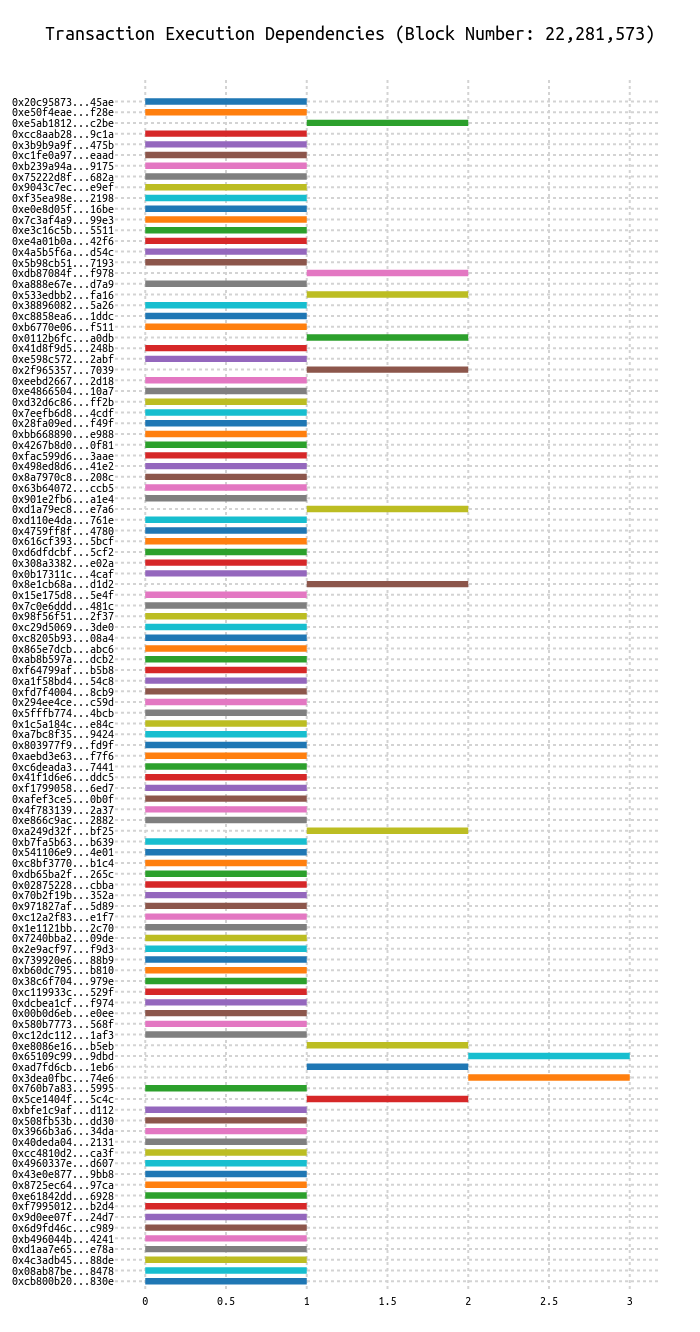 Transaction Execution Dependencies (Block Number: 22,281,573)
0x20c95873...45ae
0xe50f4eae...f28e
0xe5ab1812...c2be
0xcc8aab28...9c1a
0x3b9b9a9f...475b
0xc1fe0a97...eaad
0xb239a94a...9175
0x75222d8f...682a
0x9043c7ec...e9ef
0xf35ea98e...2198
0xe0e8d05f...16be
0x7c3af4a9...99e3
0xe3c16c5b...5511
0xe4a01b0a...42f6
0x4a5b5f6a...d54c
0x5b98cb51...7193
0xdb87084f...f978
0xa888e67e...d7a9
0x533edbb2...fa16
0x38896082...5a26
0xc8858ea6...1ddc
0xb6770e06...f511
0x0112b6fc...a0db
0x41d8f9d5...248b
0xe598c572...2abf
0x2f965357...7039
0xeebd2667...2d18
0xe4866504...10a7
0xd32d6c86...ff2b
0x7eefb6d8...4cdf
0x28fa09ed...f49f
0xbb668890...e988
0x4267b8d0...0f81
0xfac599d6...3aae
0x498ed8d6...41e2
0x8a7970c8...208c
0x63b64072...ccb5
0x901e2fb6...a1e4
0xd1a79ec8...e7a6
0xd110e4da...761e
0x4759ff8f...4780
0x616cf393...5bcf
0xd6dfdcbf...5cf2
0x308a3382...e02a
0x0b17311c...4caf
0x8e1cb68a...d1d2
0x15e175d8...5e4f
0x7c0e6ddd...481c
0x98f56f51...2f37
0xc29d5069...3de0
0xc8205b93...08a4
0x865e7dcb...abc6
0xab8b597a...dcb2
0xf64799af...b5b8
0xa1f58bd4...54c8
0xfd7f4004...8cb9
0x294ee4ce...c59d
0x5fffb774...4bcb
0x1c5a184c...e84c
0xa7bc8f35...9424
0x803977f9...fd9f
0xaebd3e63...f7f6
0xc6deada3...7441
0x41f1d6e6...ddc5
0xf1799058...6ed7
0xafef3ce5...0b0f
0x4f783139...2a37
0xe866c9ac...2882
0xa249d32f...bf25
0xb7fa5b63...b639
0x541106e9...4e01
0xc8bf3770...b1c4
0xdb65ba2f...265c
0x02875228...cbba
0x70b2f19b...352a
0x971827af...5d89
0xc12a2f83...e1f7
0x1e1121bb...2c70
0x7240bba2...09de
0x2e9acf97...f9d3
0x739920e6...88b9
0xb60dc795...b810
0x38c6f704...979e
0xc119933c...529f
0xdcbea1cf...f974
0x00b0d6eb...e0ee
0x580b7773...568f
0xc12dc112...1af3
0xe8086e16...b5eb
0x65109c99...9dbd
0xad7fd6cb...1eb6
0x3dea0fbc...74e6
0x760b7a83...5995
0x5ce1404f...5c4c
0xbfe1c9af...d112
0x508fb53b...dd30
0x3966b3a6...34da
0x40deda04...2131
0xcc4810d2...ca3f
0x4960337e...d607
0x43e0e877...9bb8
0x8725ec64...97ca
0xe61842dd...6928
0xf7995012...b2d4
0x9d0ee07f...24d7
0x6d9fd46c...c989
0xb496044b...4241
0xd1aa7e65...e78a
0x4c3adb45...88de
0x08ab87be...8478
0xcb800b20...830e
0 0.5 1 1.5 2 2.5 3